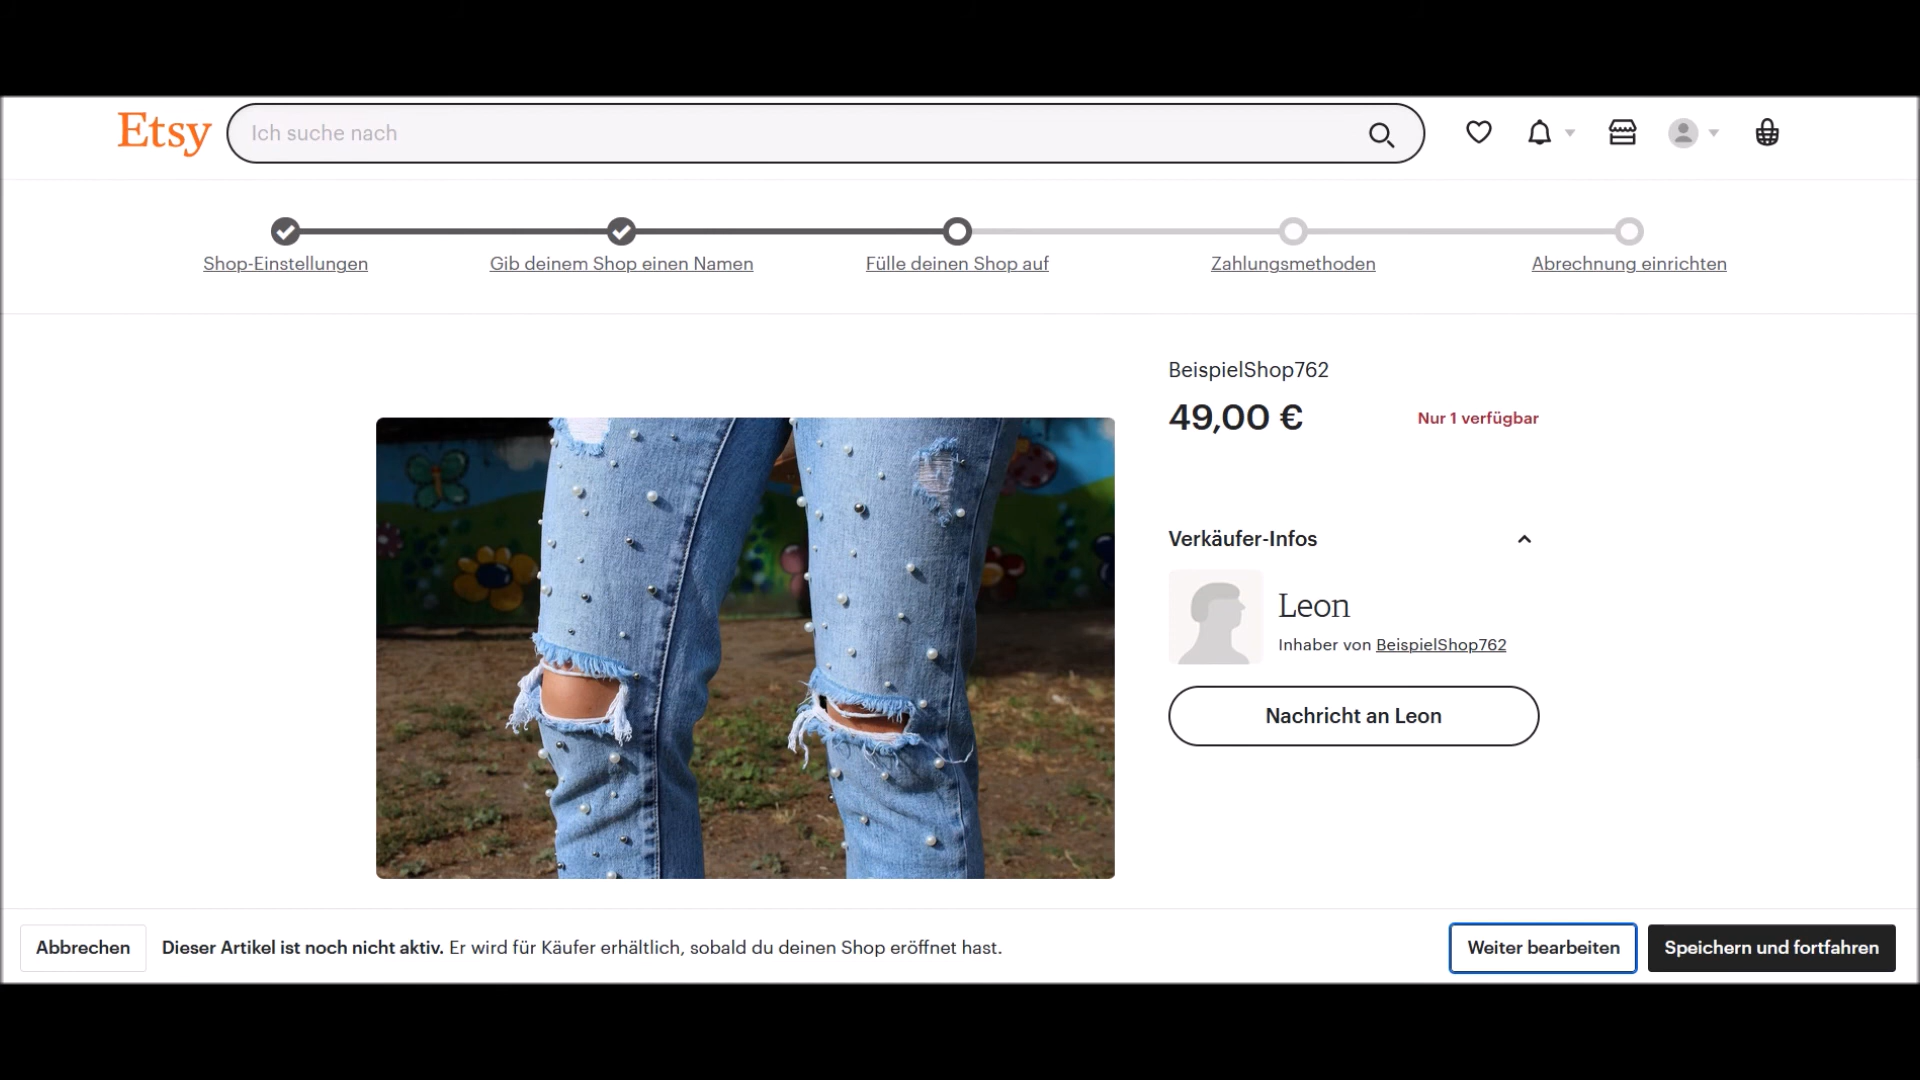 Etsy
Ich suche nach
Shop-Einstellungen
Gib deinem Shop einen Namen
Fülle deinen Shop auf
Zahlungsmethoden
Abrechnung einrichten
BeispielShop762
49,00 €
Nur 1 verfügbar
Verkäufer-Infos
Leon
Inhaber von BeispielShop762
Nachricht an Leon
Abbrechen
Dieser Artikel ist noch nicht aktiv. Er wird für Käufer erhältlich, sobald du deinen Shop eröffnet hast.
Weiter bearbeiten
Speichern und fortfahren